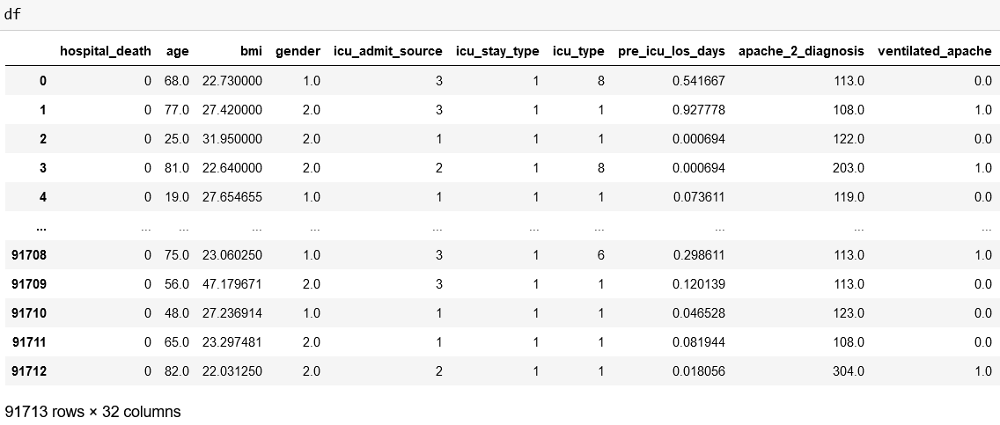 df
hospital_death age bmi gender icu_admit_source icu_stay_type icu_type pre_icu_los_days apache_2_diagnosis ventilated_apache
0 0 68.0 22.730000 1.0 3 1 8 0.541667 113.0 0.0
1 0 77.0 27.420000 2.0 3 1 1 0.927778 108.0 1.0
2 0 25.0 31.950000 2.0 1 1 1 0.000694 122.0 0.0
3 0 81.0 22.640000 2.0 2 1 8 0.000694 203.0 1.0
4 0 19.0 27.654655 1.0 1 1 1 0.073611 119.0 0.0
... ... ... ... ... ... ... ... ... ... ...
91708 0 75.0 23.060250 1.0 3 1 6 0.298611 113.0 1.0
91709 0 56.0 47.179671 2.0 3 1 1 0.120139 113.0 0.0
91710 0 48.0 27.236914 1.0 1 1 1 0.046528 123.0 0.0
91711 0 65.0 23.297481 2.0 1 1 1 0.081944 108.0 0.0
91712 0 82.0 22.031250 2.0 2 1 1 0.018056 304.0 1.0
91713 rows × 32 columns